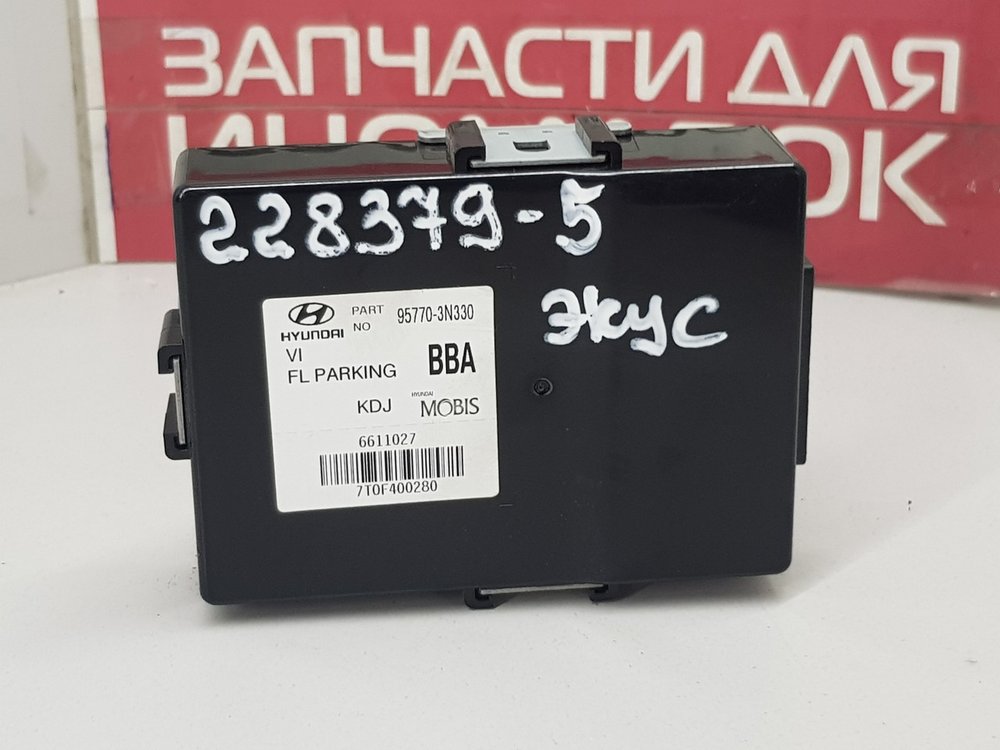 ЗАПЧАСТИ ДЛЯ
228379-5
экус
HYUNDAI
PART NO 95770-3N330
VI
FL PARKING BBA
KDJ HYUNDAI MOBIS
6611027
7T0F400280